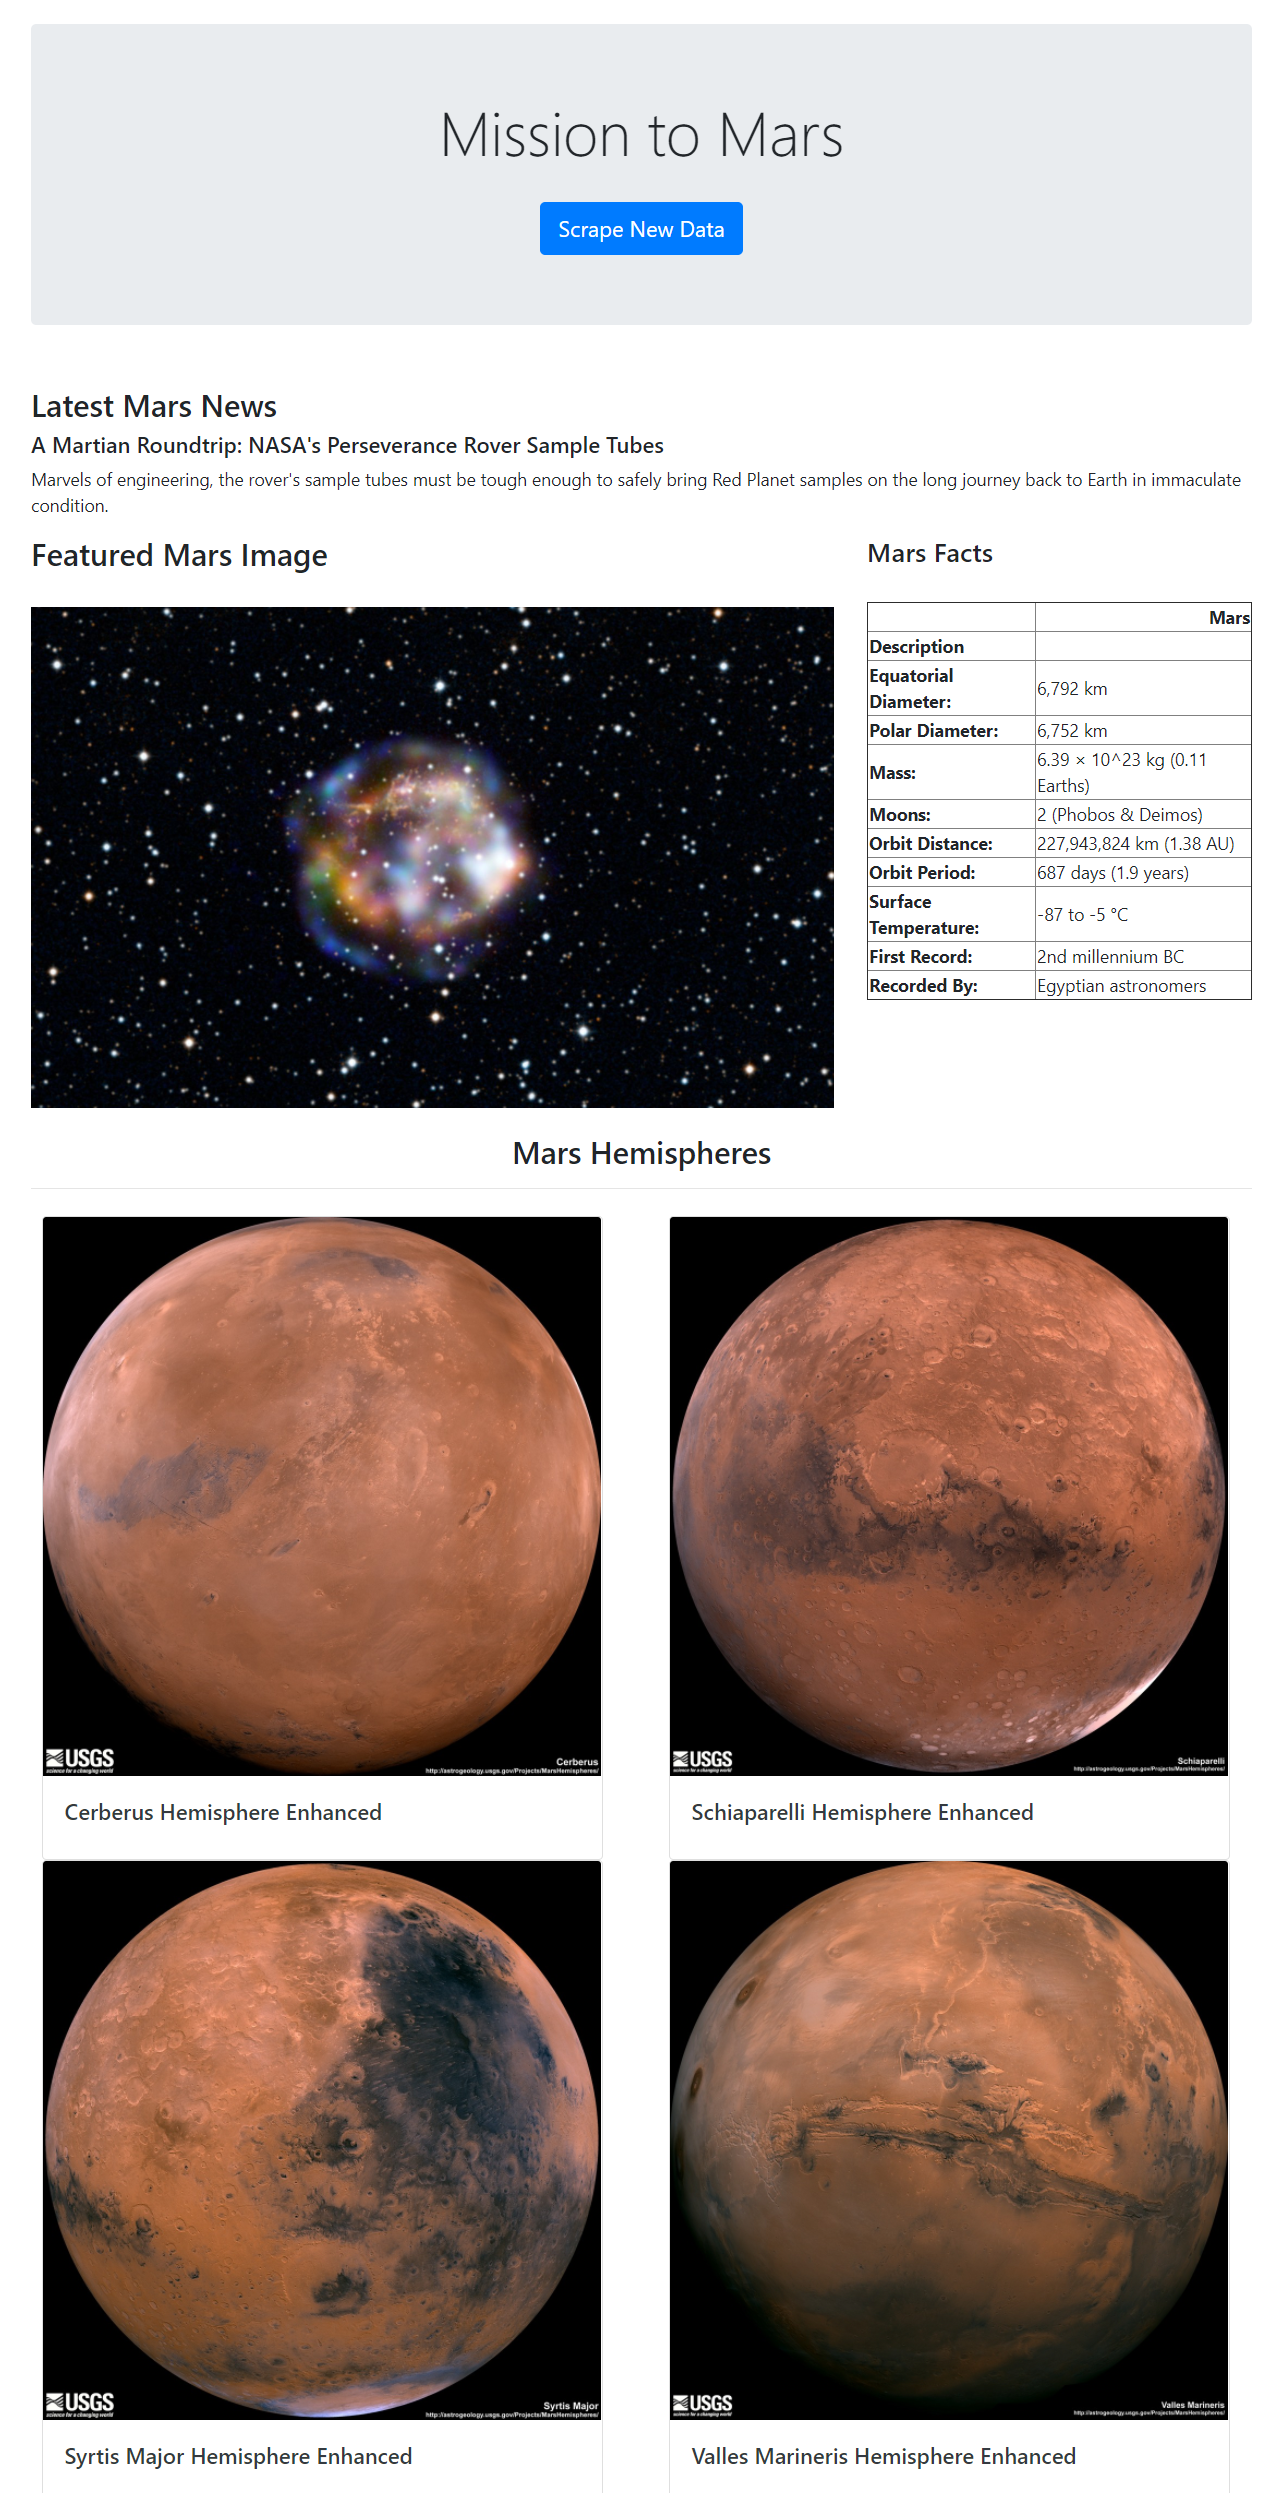 Mission to Mars
Scrape New Data
Latest Mars News
A Martian Roundtrip: NASA's Perseverance Rover Sample Tubes
Marvels of engineering, the rover's sample tubes must be tough enough to safely bring Red Planet samples on the long journey back to Earth in immaculate
condition.
Featured Mars Image
Mars Facts
Mars
Description
Equatorial
Diameter:
6,792 km
Polar Diameter:
6,752 km
Mass:
6.39 × 10^23 kg (0.11
Earths)
Moons:
2 (Phobos & Deimos)
Orbit Distance:
227,943,824 km (1.38 AU)
Orbit Period:
687 days (1.9 years)
Surface
Temperature:
-87 to -5 °C
First Record:
2nd millennium BC
Recorded By:
Egyptian astronomers
Mars Hemispheres
USGS
science for a changing world
Cerberus
http://astrogeology.usgs.gov/Projects/MarsHemispheres/
Cerberus Hemisphere Enhanced
USGS
science for a changing world
Schiaparelli
http://astrogeology.usgs.gov/Projects/MarsHemispheres/
Schiaparelli Hemisphere Enhanced
USGS
science for a changing world
Syrtis Major
http://astrogeology.usgs.gov/Projects/MarsHemispheres/
Syrtis Major Hemisphere Enhanced
USGS
science for a changing world
Valles Marineris
http://astrogeology.usgs.gov/Projects/MarsHemispheres/
Valles Marineris Hemisphere Enhanced